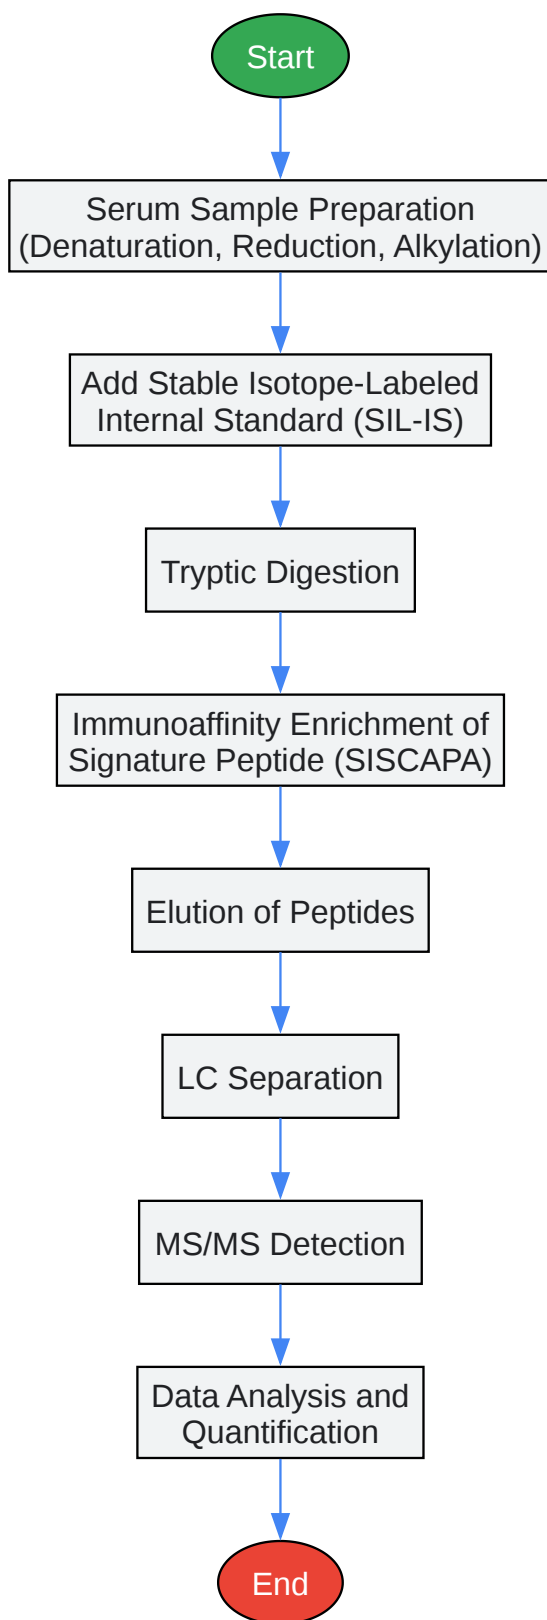 Start
Serum Sample Preparation
(Denaturation, Reduction, Alkylation)
Add Stable Isotope-Labeled
Internal Standard (SIL-IS)
Tryptic Digestion
Immunoaffinity Enrichment of
Signature Peptide (SISCAPA)
Elution of Peptides
LC Separation
MS/MS Detection
Data Analysis and
Quantification
End